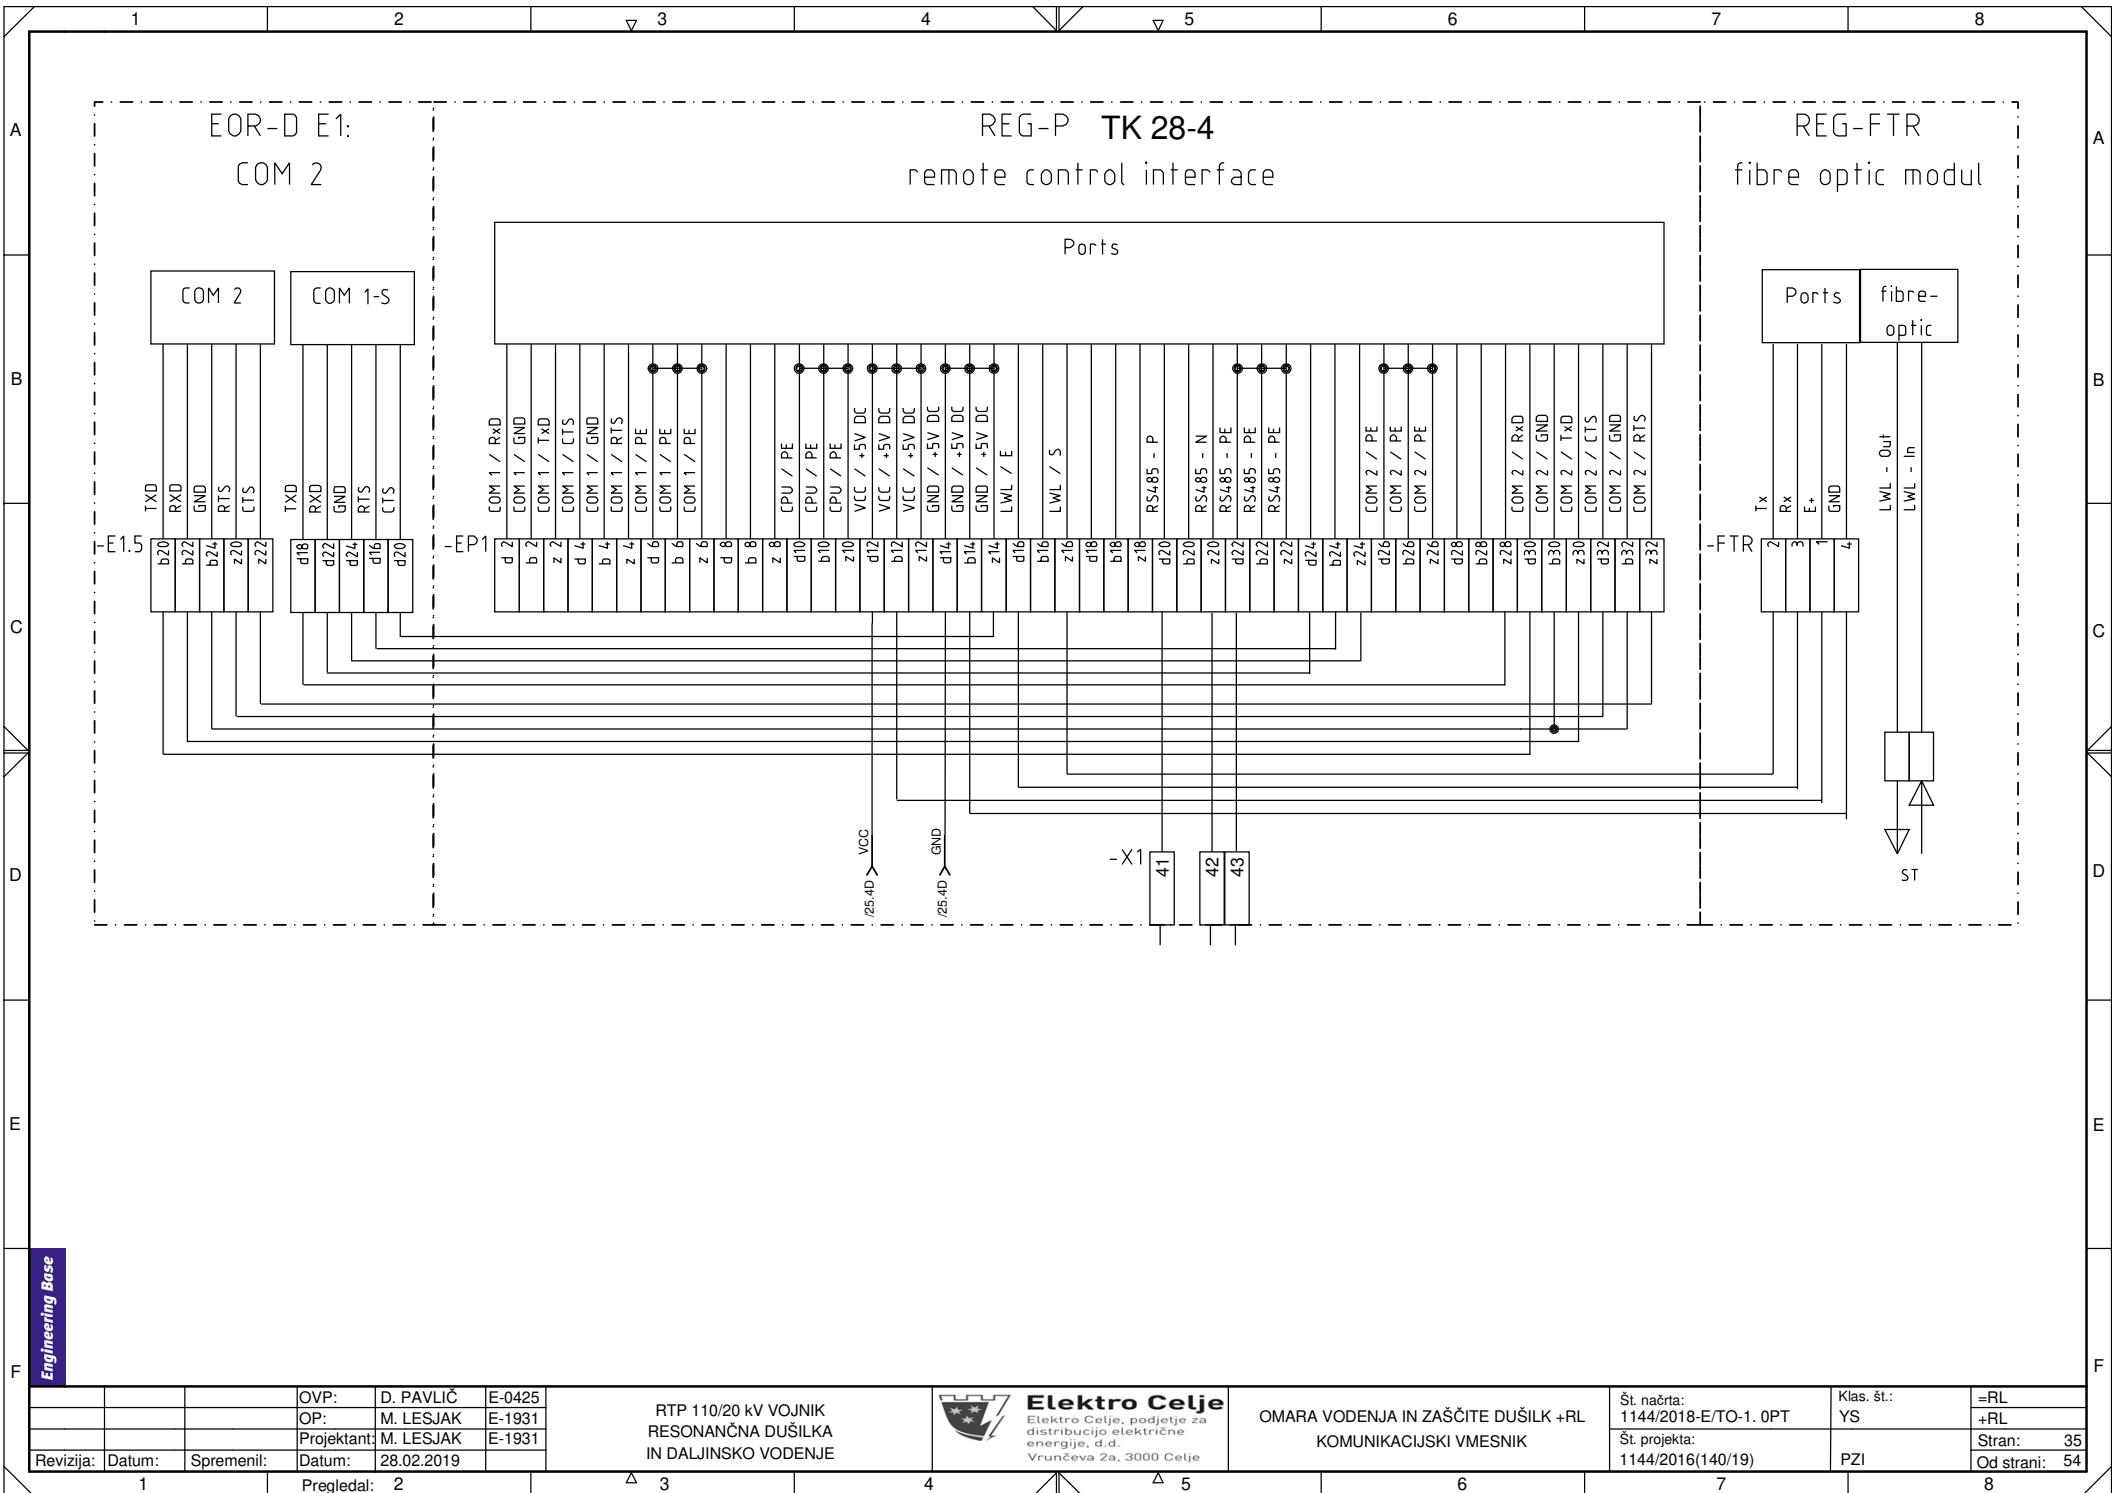 1 2 3 4 5 6 7 8
A A
B B
C C
D D
E E
F F
EOR-D E1:
COM 2
REG-P TK 28-4
remote control interface
REG-FTR
fibre optic modul
COM 2
COM 1-S
Ports
Ports
fibre-
optic
TXD
RXD
GND
RTS
CTS
TXD
RXD
GND
RTS
CTS
COM 1 / RxD
COM 1 / GND
COM 1 / TxD
COM 1 / CTS
COM 1 / GND
COM 1 / RTS
COM 1 / PE
COM 1 / PE
COM 1 / PE
CPU / PE
CPU / PE
CPU / PE
VCC / +5V DC
VCC / +5V DC
VCC / +5V DC
GND / +5V DC
GND / +5V DC
GND / +5V DC
LWL / E
LWL / S
RS485 - P
RS485 - N
RS485 - PE
RS485 - PE
RS485 - PE
COM 2 / PE
COM 2 / PE
COM 2 / PE
COM 2 / RxD
COM 2 / GND
COM 2 / TxD
COM 2 / CTS
COM 2 / GND
COM 2 / RTS
Tx
Rx
E+
GND
LWL - Out
LWL - In
-E1.5
b20 b22 b24 z20 z22
d18 d22 d24 d16 d20
-EP1
d 2 b 2 z 2 d 4 b 4 z 4 d 6 b 6 z 6 d 8 b 8 z 8 d10 b10 z10 d12 b12 z12 d14 b14 z14 d16 b16 z16 d18 b18 z18 d20 b20 z20 d22 b22 z22 d24 b24 z24 d26 b26 z26 d28 b28 z28 d30 b30 z30 d32 b32 z32
-FTR
2 3 1 4
VCC
/25.4D
GND
/25.4D
-X1
41 42 43
ST
Engineering Base
OVP: D. PAVLIČ E-0425
OP: M. LESJAK E-1931
Projektant: M. LESJAK E-1931
Revizija: Datum: Spremenil: Datum: 28.02.2019
Pregledal:
RTP 110/20 kV VOJNIK
RESONANČNA DUŠILKA
IN DALJINSKO VODENJE
Elektro Celje
Elektro Celje, podjetje za
distribucijo električne
energije, d.d.
Vrunčeva 2a, 3000 Celje
OMARA VODENJA IN ZAŠČITE DUŠILK +RL
KOMUNIKACIJSKI VMESNIK
Št. načrta:
1144/2018-E/TO-1. 0PT
Št. projekta:
1144/2016(140/19)
Klas. št.:
YS
PZI
=RL
+RL
Stran: 35
Od strani: 54
1 2 3 4 5 6 7 8